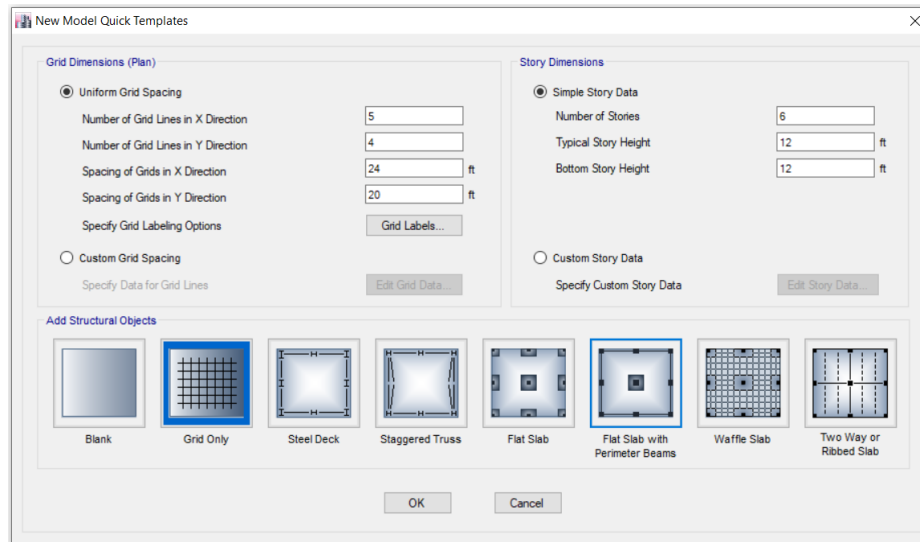 New Model Quick Templates
Grid Dimensions (Plan)
Uniform Grid Spacing
Number of Grid Lines in X Direction
5
Number of Grid Lines in Y Direction
4
Spacing of Grids in X Direction
24
ft
Spacing of Grids in Y Direction
20
ft
Specify Grid Labeling Options
Grid Labels...
Custom Grid Spacing
Specify Data for Grid Lines
Edit Grid Data...
Story Dimensions
Simple Story Data
Number of Stories
6
Typical Story Height
12
ft
Bottom Story Height
12
ft
Custom Story Data
Specify Custom Story Data
Edit Story Data...
Add Structural Objects
Blank
Grid Only
Steel Deck
Staggered Truss
Flat Slab
Flat Slab with
Perimeter Beams
Waffle Slab
Two Way or
Ribbed Slab
OK
Cancel